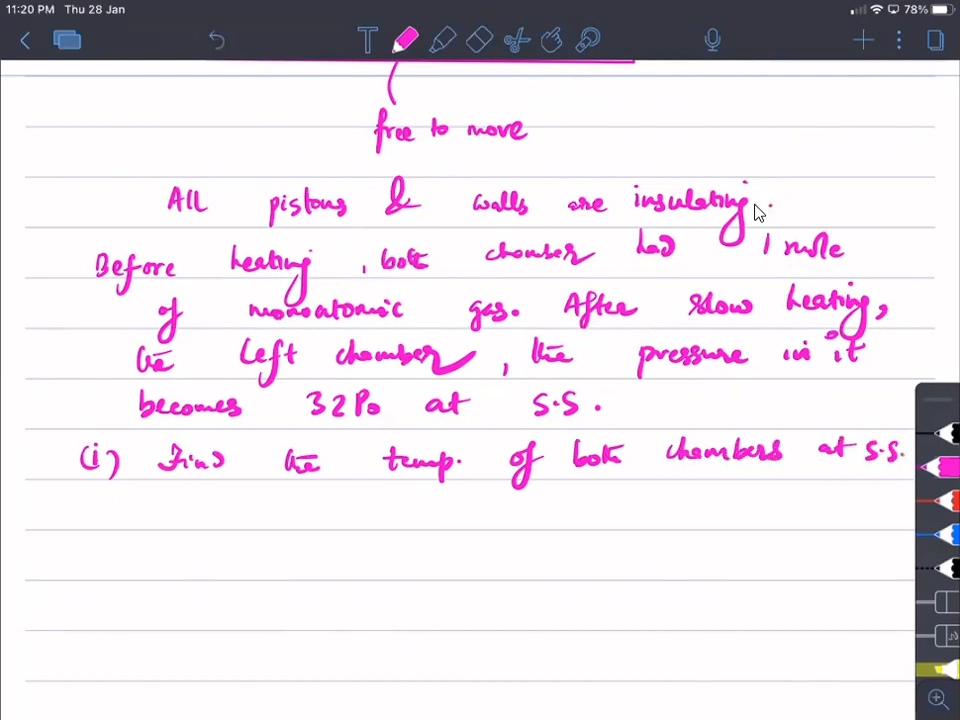 11:20 PM Thu 28 Jan 78%
free to move
All pistons & walls are insulating.
Before heating, both chamber had 1 mole
of monoatomic gas. After slow heating,
the left chamber, the pressure in it
becomes 32P0 at S.S.
(i) Find the temp. of both chambers at S.S.